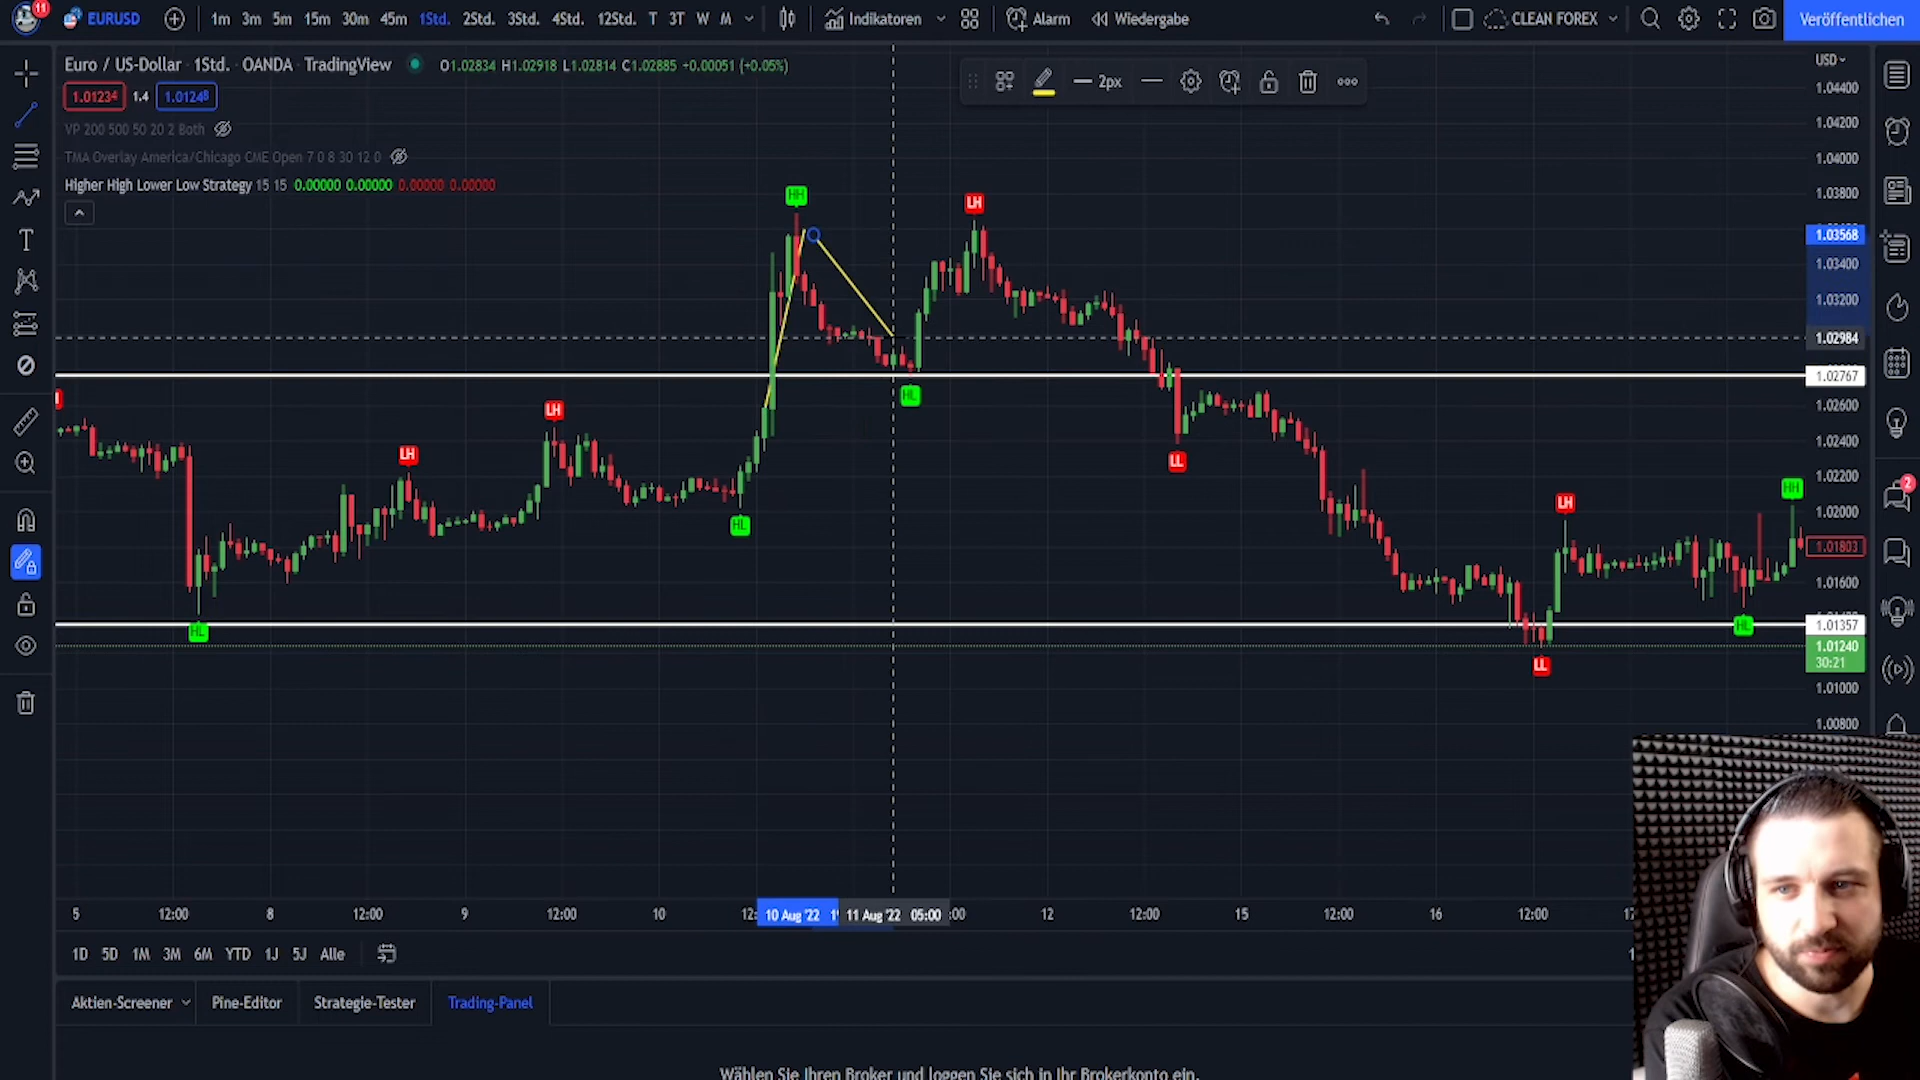 11
EURUSD 1m 3m 5m 15m 30m 45m 1Std. 2Std. 3Std. 4Std. 12Std. T 3T W M Indikatoren Alarm Wiedergabe CLEAN FOREX Veröffentlichen
Euro / US-Dollar · 1Std. · OANDA · TradingView O1.02834 H1.02918 L1.02814 C1.02885 +0.00051 (+0.05%)
1.01234 1.4 1.01248
VP 200 500 50 20 2 Both
TMA Overlay America/Chicago CME Open 7 0 8 30 12 0
Higher High Lower Low Strategy 15 15 0.00000 0.00000 0.00000 0.00000
2px
USD
1.04400
1.04200
1.04000
1.03800
1.03568
1.03400
1.03200
1.02984
1.02767
1.02600
1.02400
1.02200
1.02000
1.01803
1.01600
1.01357
1.01240
30:21
1.01000
1.00800
2
HH
LH
HL
LH
LH
LL
HH
LH
HL
HL
HL
LL
5 12:00 8 12:00 9 12:00 10 12: 10 Aug '22 11 Aug '22 05:00 :00 12 12:00 15 12:00 16 12:00
1D 5D 1M 3M 6M YTD 1J 5J Alle
Aktien-Screener Pine-Editor Strategie-Tester Trading-Panel
Wählen Sie Ihren Broker und loggen Sie sich in Ihr Brokerkonto ein.